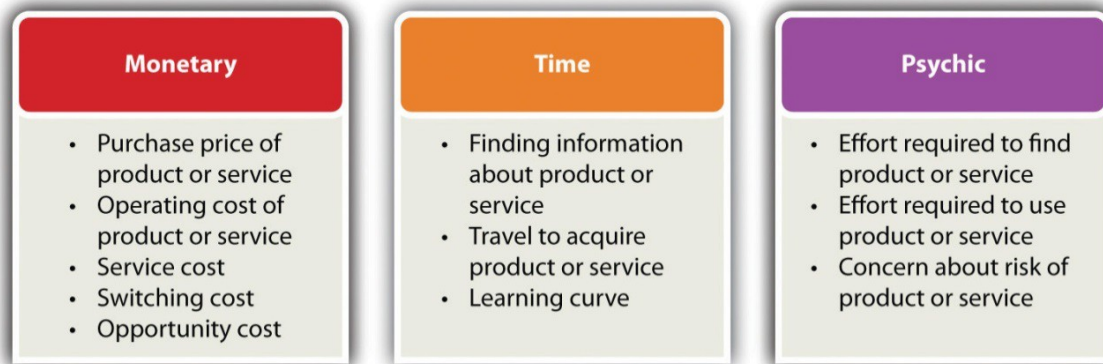 Monetary
• Purchase price of
product or service
• Operating cost of
product or service
• Service cost
• Switching cost
• Opportunity cost
Time
• Finding information
about product or
service
• Travel to acquire
product or service
• Learning curve
Psychic
• Effort required to find
product or service
• Effort required to use
product or service
• Concern about risk of
product or service